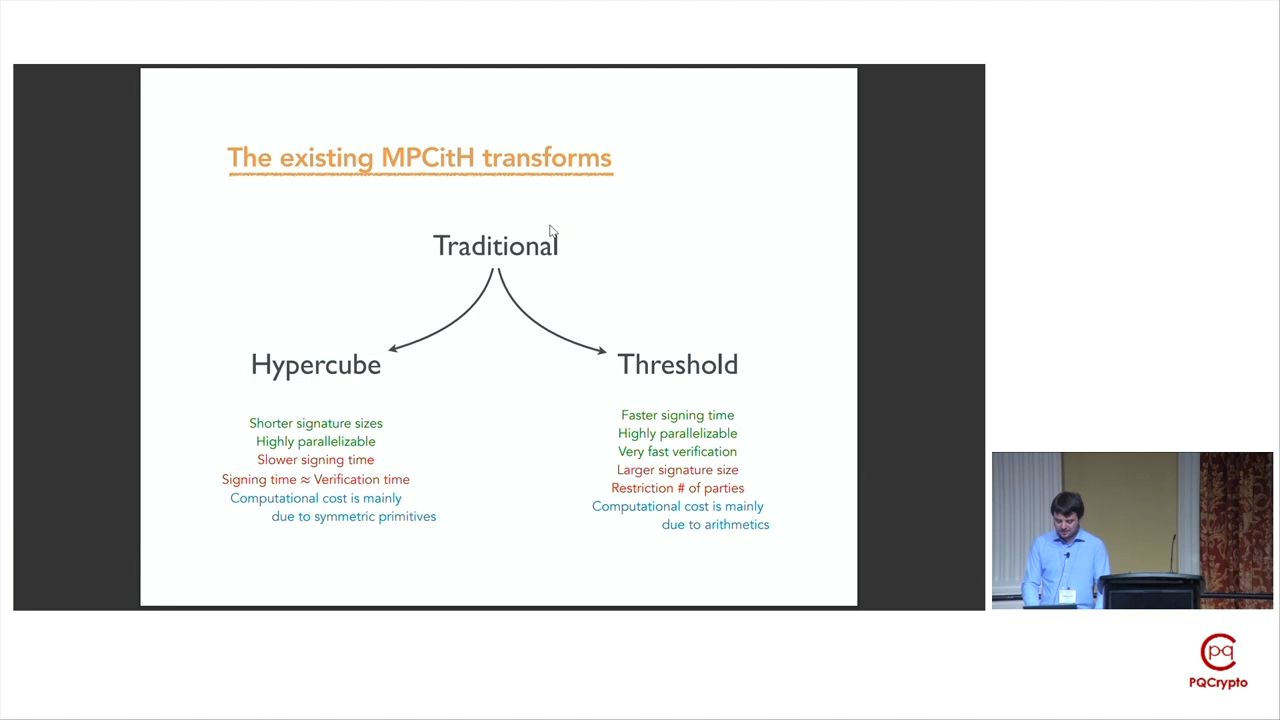 The existing MPCitH transforms
Traditional
Hypercube
Threshold
Shorter signature sizes
Highly parallelizable
Slower signing time
Signing time ≈ Verification time
Computational cost is mainly
due to symmetric primitives
Faster signing time
Highly parallelizable
Very fast verification
Larger signature size
Restriction # of parties
Computational cost is mainly
due to arithmetics
pq
PQCrypto